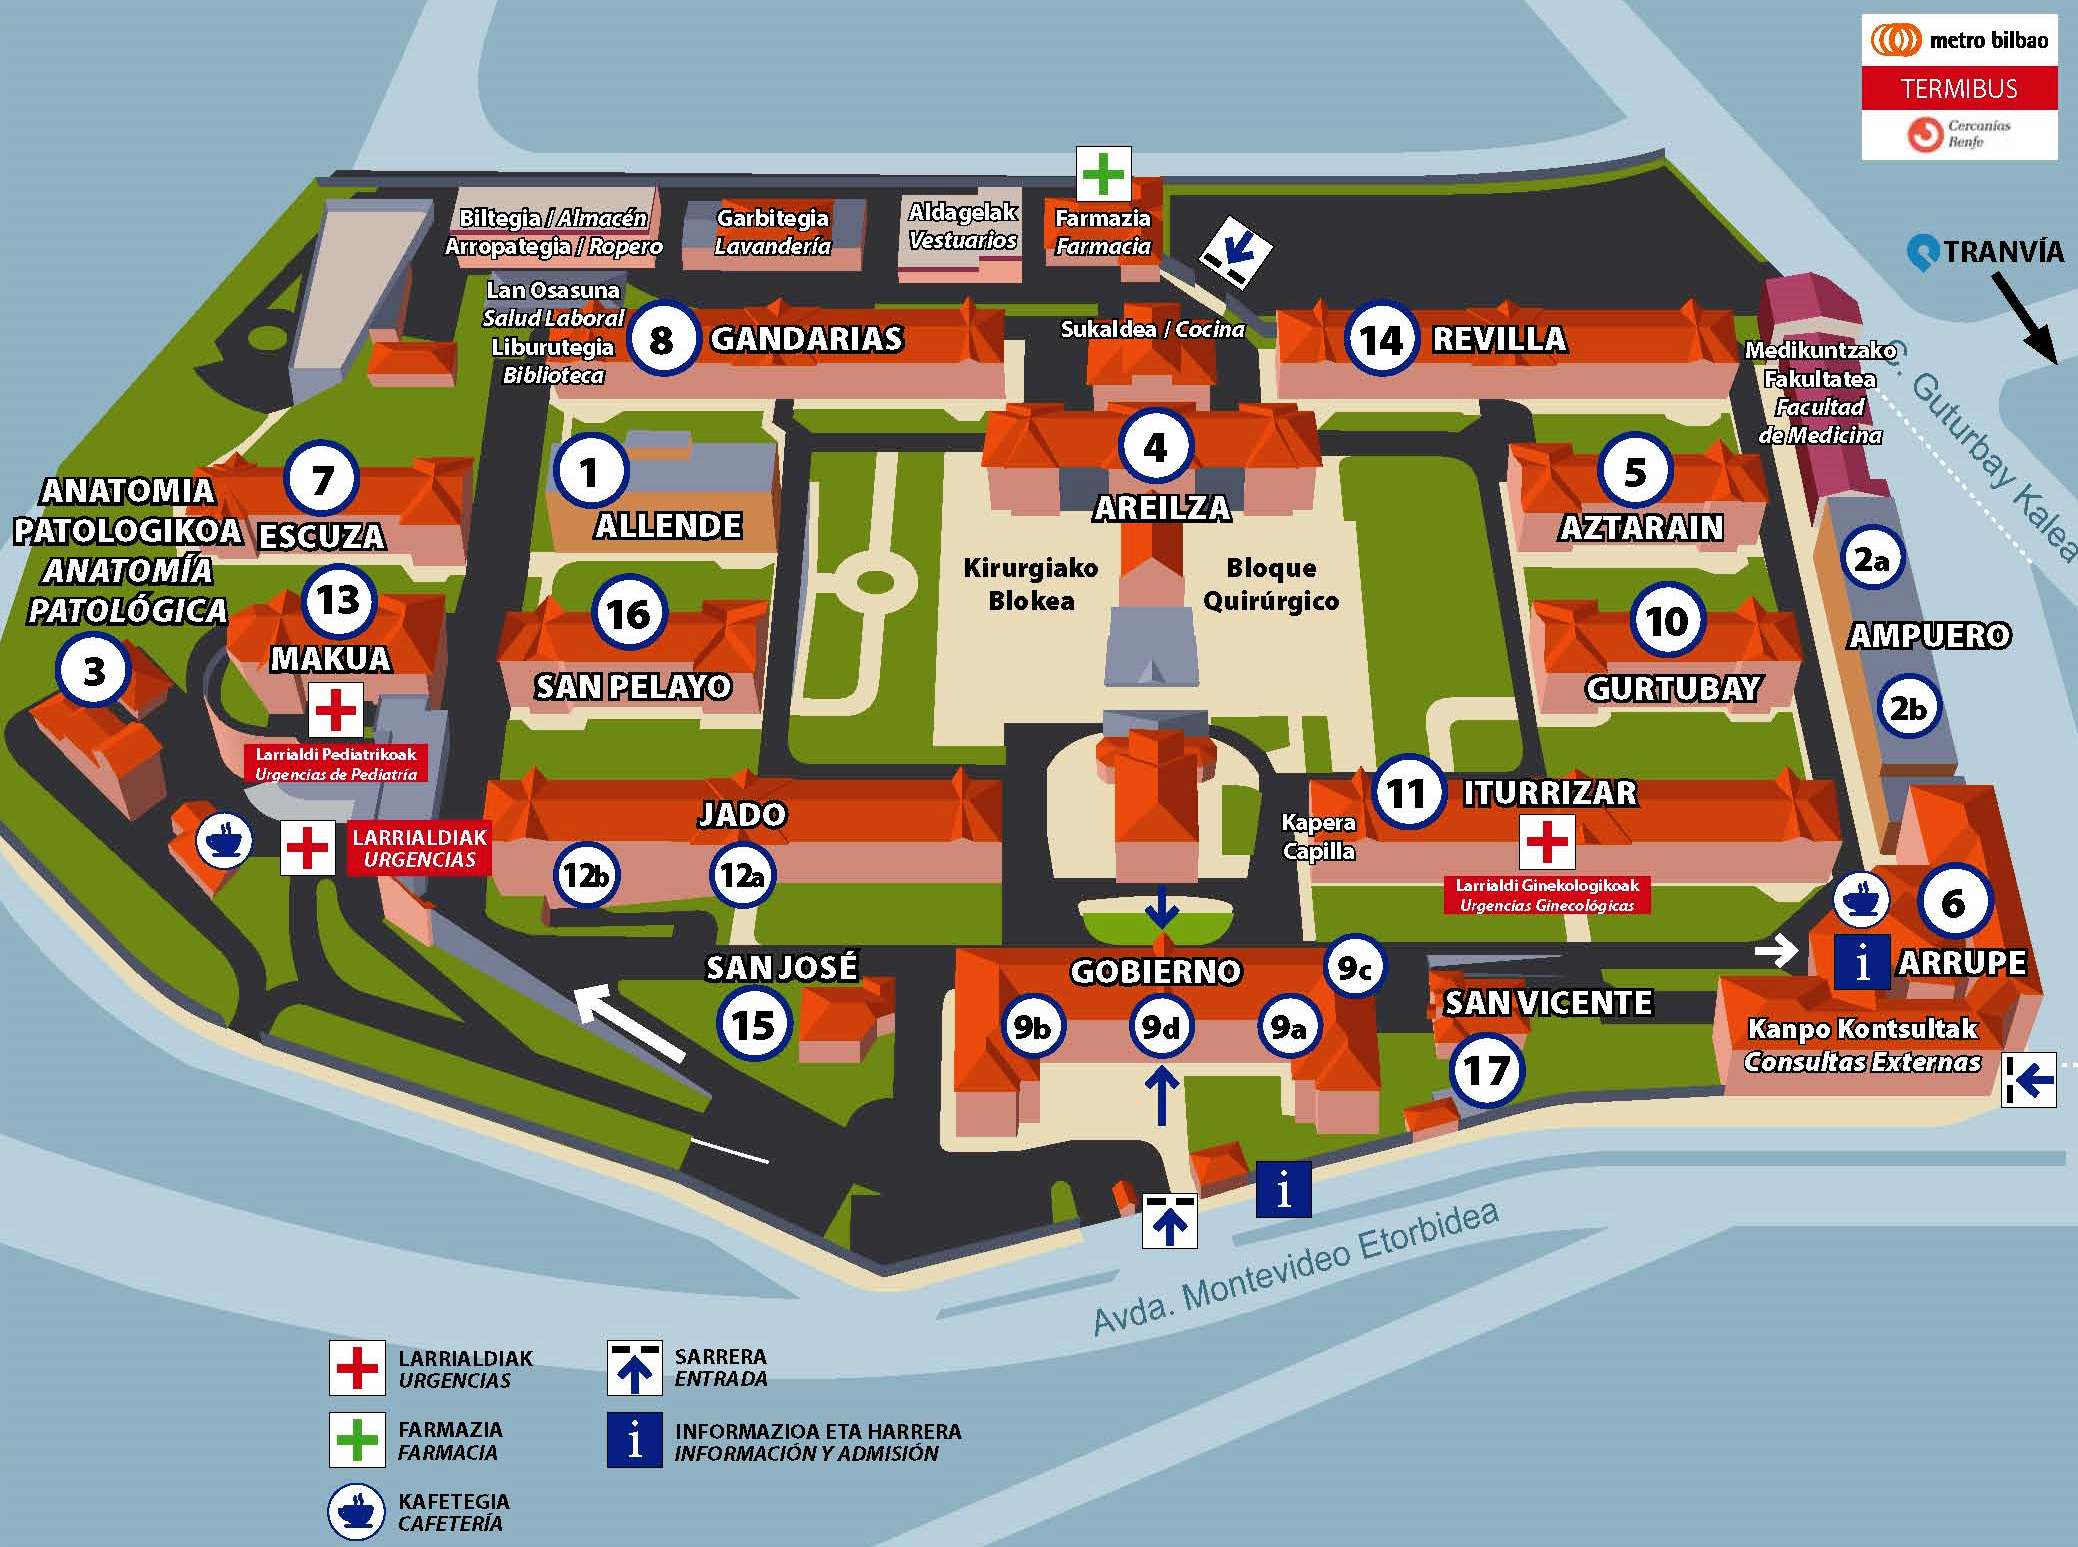 metro bilbao
TERMIBUS
Cercanías
Renfe
TRANVÍA
Biltegia / Almacén
Arropategia / Ropero
Garbitegia
Lavandería
Aldagelak
Vestuarios
Farmazia
Farmacia
Lan Osasuna
Salud Laboral
Liburutegia
Biblioteca
8 GANDARIAS
Sukaldea / Cocina
14 REVILLA
Medikuntzako
Fakultatea
Facultad
de Medicina
C. Guturbay Kalea
ANATOMIA
PATOLOGIKOA
ANATOMÍA
PATOLÓGICA
3
7
ESCUZA
1
ALLENDE
4
AREILZA
5
AZTARAIN
2a
AMPUERO
2b
Kirurgiako
Blokea
Bloque
Quirúrgico
13
MAKUA
Larrialdi Pediatrikoak
Urgencias de Pediatría
16
SAN PELAYO
10
GURTUBAY
LARRIALDIAK
URGENCIAS
JADO
12b
12a
Kapera
Capilla
11 ITURRIZAR
Larrialdi Ginekologikoak
Urgencias Ginecológicas
6
i ARRUPE
Kanpo Kontsultak
Consultas Externas
SAN JOSÉ
15
GOBIERNO
9c
9b
9d
9a
SAN VICENTE
17
i
Avda. Montevideo Etorbidea
LARRIALDIAK
URGENCIAS
FARMAZIA
FARMACIA
KAFETEGIA
CAFETERÍA
SARRERA
ENTRADA
i
INFORMAZIOA ETA HARRERA
INFORMACIÓN Y ADMISIÓN